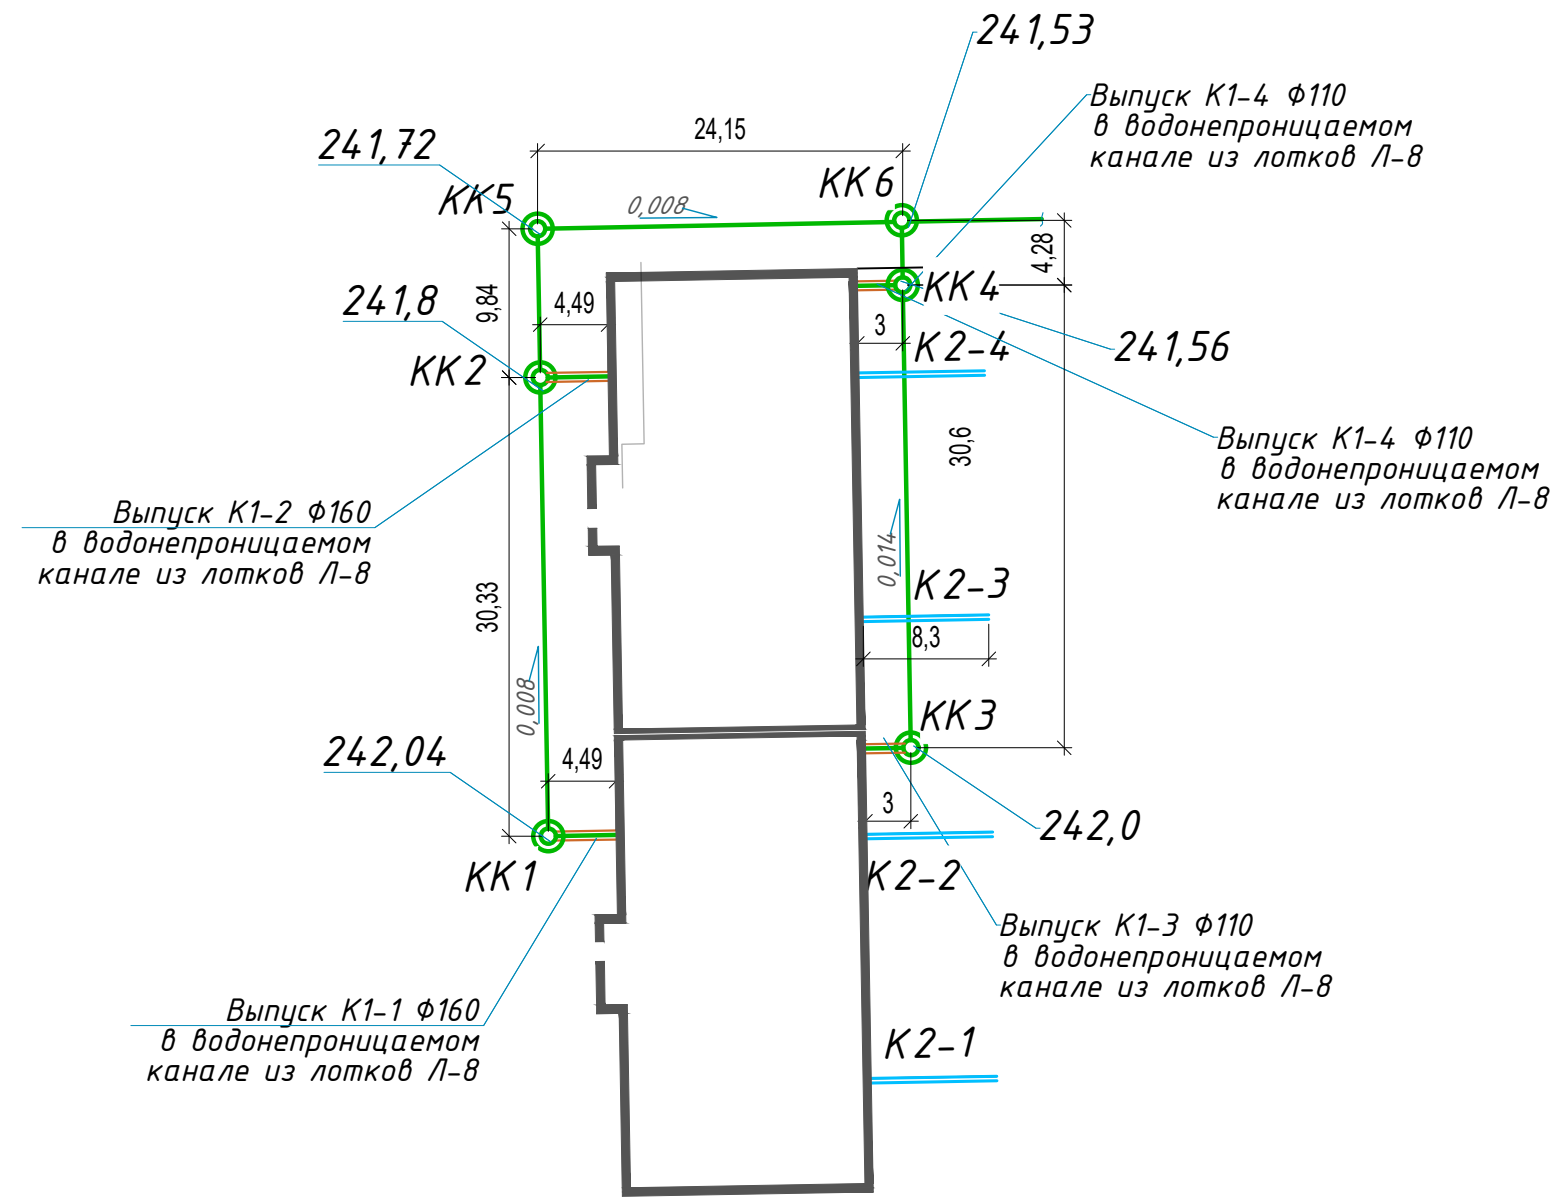 241,53
Выпуск К1-4 Ф110
в водонепроницаемом
канале из лотков Л-8
24,15
241,72
КК5
КК6
0,008
4,28
КК4
241,8
9,84
4,49
3
К2-4
241,56
КК2
30,6
Выпуск К1-4 Ф110
в водонепроницаемом
канале из лотков Л-8
Выпуск К1-2 Ф160
в водонепроницаемом
канале из лотков Л-8
0,014
К2-3
30,33
8,3
0,008
КК3
242,04
4,49
3
242,0
КК1
К2-2
Выпуск К1-3 Ф110
в водонепроницаемом
канале из лотков Л-8
Выпуск К1-1 Ф160
в водонепроницаемом
канале из лотков Л-8
К2-1